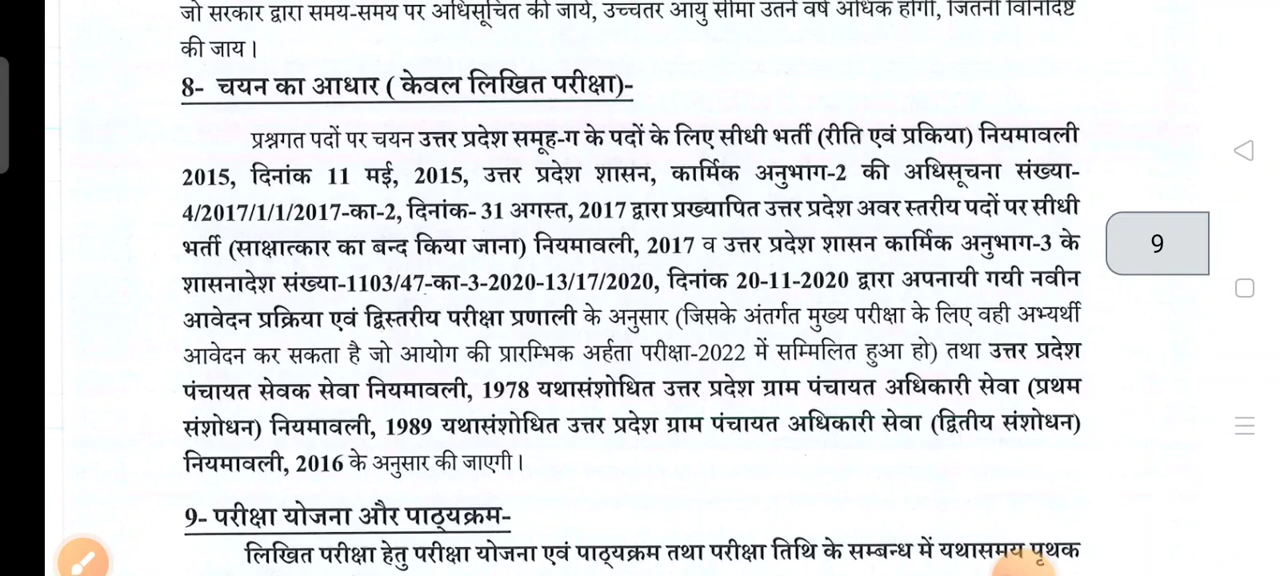 जो सरकार द्वारा समय-समय पर अधिसूचित की जाये, उच्चतर आयु सीमा उतने वर्ष अधिक होगी, जितनी विनिर्दिष्ट
की जाय।
8- चयन का आधार ( केवल लिखित परीक्षा)-
प्रश्नगत पदों पर चयन उत्तर प्रदेश समूह-ग के पदों के लिए सीधी भर्ती (रीति एवं प्रकिया) नियमावली
2015, दिनांक 11 मई, 2015, उत्तर प्रदेश शासन, कार्मिक अनुभाग-2 की अधिसूचना संख्या-
4/2017/1/1/2017-का-2, दिनांक- 31 अगस्त, 2017 द्वारा प्रख्यापित उत्तर प्रदेश अवर स्तरीय पदों पर सीधी
भर्ती (साक्षात्कार का बन्द किया जाना) नियमावली, 2017 व उत्तर प्रदेश शासन कार्मिक अनुभाग-3 के
शासनादेश संख्या-1103/47-का-3-2020-13/17/2020, दिनांक 20-11-2020 द्वारा अपनायी गयी नवीन
आवेदन प्रक्रिया एवं द्विस्तरीय परीक्षा प्रणाली के अनुसार (जिसके अंतर्गत मुख्य परीक्षा के लिए वही अभ्यर्थी
आवेदन कर सकता है जो आयोग की प्रारम्भिक अर्हता परीक्षा-2022 में सम्मिलित हुआ हो) तथा उत्तर प्रदेश
पंचायत सेवक सेवा नियमावली, 1978 यथासंशोधित उत्तर प्रदेश ग्राम पंचायत अधिकारी सेवा (प्रथम
संशोधन) नियमावली, 1989 यथासंशोधित उत्तर प्रदेश ग्राम पंचायत अधिकारी सेवा (द्वितीय संशोधन)
नियमावली, 2016 के अनुसार की जाएगी।
9- परीक्षा योजना और पाठ्यक्रम-
लिखित परीक्षा हेतु परीक्षा योजना एवं पाठ्यक्रम तथा परीक्षा तिथि के सम्बन्ध में यथासमय पृथक
9